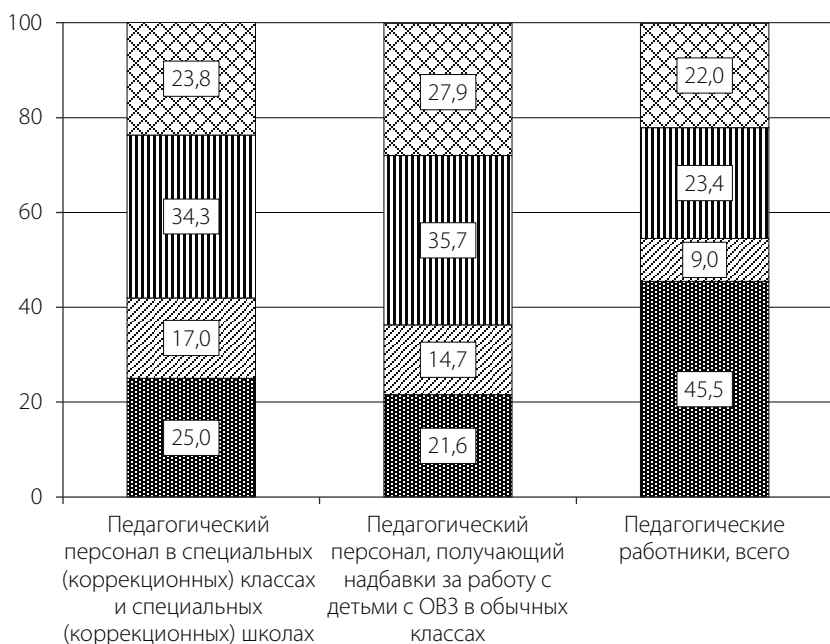 100
80
60
40
20
0
23,8
34,3
17,0
25,0
27,9
35,7
14,7
21,6
22,0
23,4
9,0
45,5
Педагогический
персонал в специальных
(коррекционных) классах
и специальных
(коррекционных) школах
Педагогический
персонал, получающий
надбавки за работу с
детьми с ОВЗ в обычных
классах
Педагогические
работники, всего